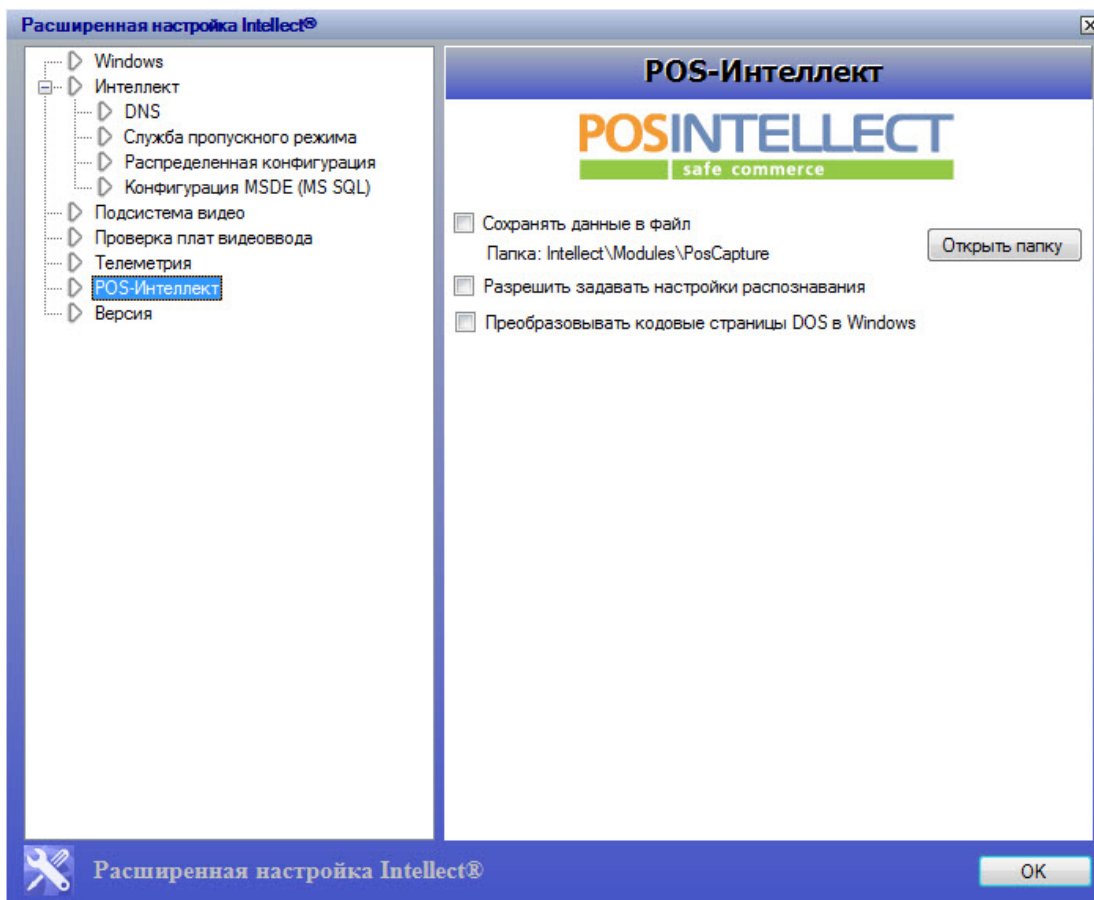 Расширенная настройка Intellect®
Windows
Интеллект
DNS
Служба пропускного режима
Распределенная конфигурация
Конфигурация MSDE (MS SQL)
Подсистема видео
Проверка плат видеоввода
Телеметрия
POS-Интеллект
Версия
POS-Интеллект
POSINTELLECT
safe commerce
Сохранять данные в файл
Папка: Intellect\Modules\PosCapture
Открыть папку
Разрешить задавать настройки распознавания
Преобразовывать кодовые страницы DOS в Windows
Расширенная настройка Intellect®
OK